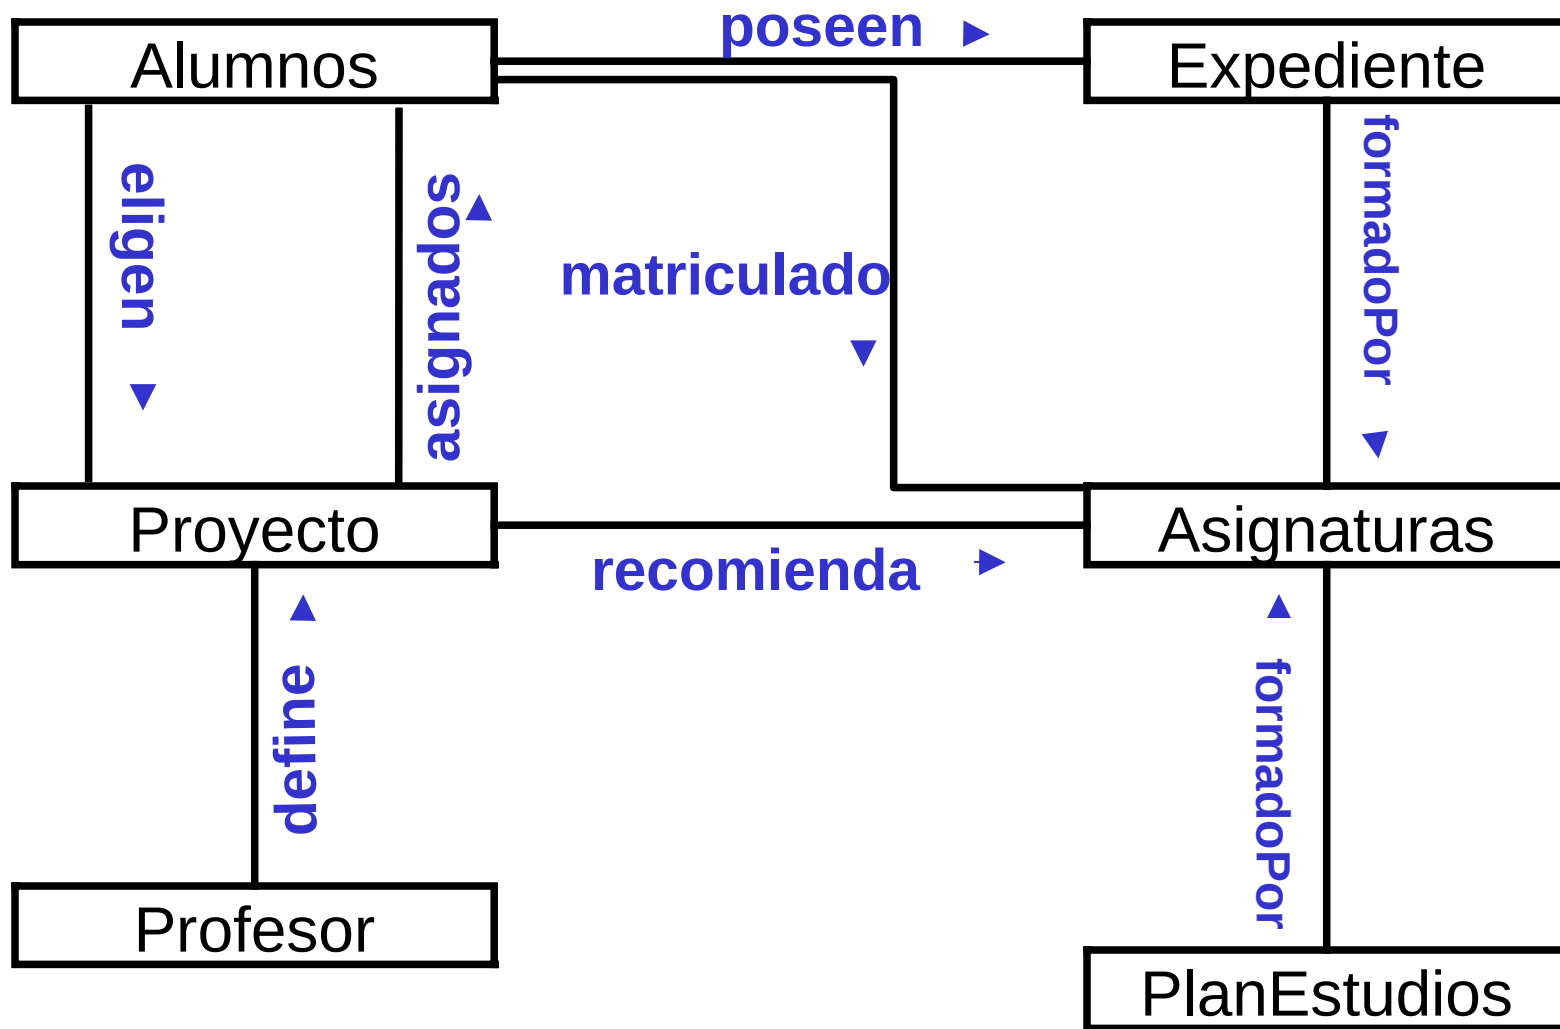 poseen
Alumnos
Expediente
eligen
asignados
matriculado
formadoPor
Proyecto
Asignaturas
recomienda
define
formadoPor
Profesor
PlanEstudios